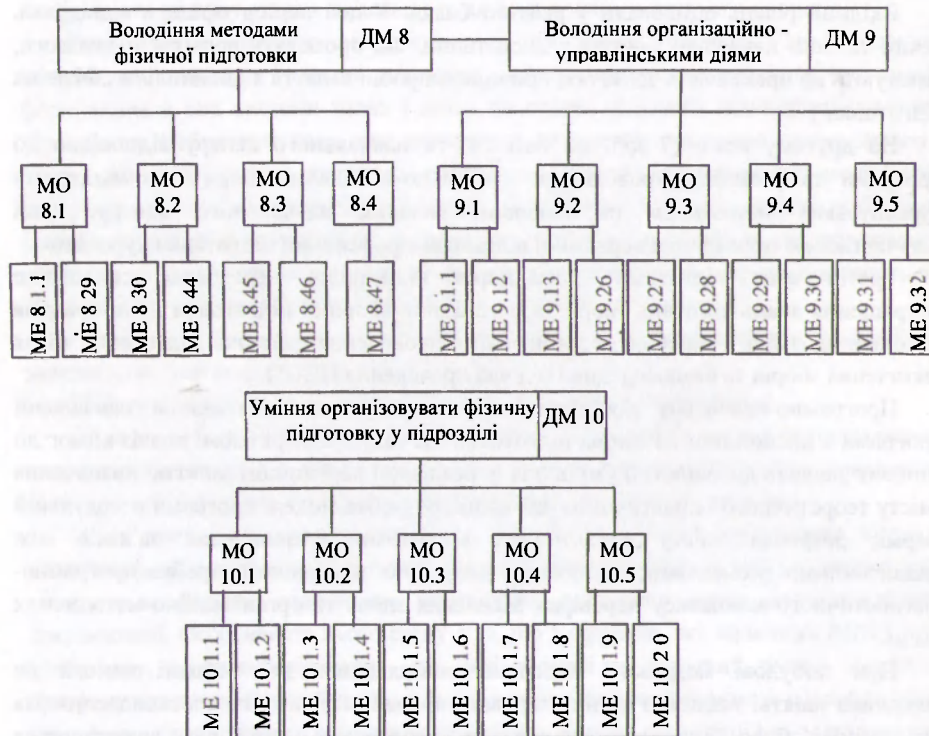 Володіння методами
фізичної підготовки
ДМ 8
Володіння організаційно -
управлінським діями
ДМ 9
МО
8.1
МО
8.2
МО
8.3
МО
8.4
МО
9.1
МО
9.2
МО
9.3
МО
9.4
МО
9.5
МЕ 8.1.1
МЕ 8 29
МЕ 8 30
МЕ 8 44
МЕ 8.45
МЕ 8.46
МЕ 8.47
МЕ
МЕ 9.12
МЕ 9.13
МЕ 9.26
МЕ 9.27
МЕ 9.28
МЕ 9.29
МЕ 9.30
МЕ 9.31
МЕ 9.32
Уміння організовувати фізичну
підготовку у підрозділі
ДМ 10
МО
10.1
МО
10.2
МО
10.3
МО
10.4
МО
10.5
МЕ 10.1.1
МЕ 10.1.2
МЕ 10.1.3
МЕ 10.1.4
МЕ 10.1.5
МЕ 10.1.6
МЕ 10.1.7
МЕ 10.1.8
МЕ 10.1.9
МЕ 10.2 0